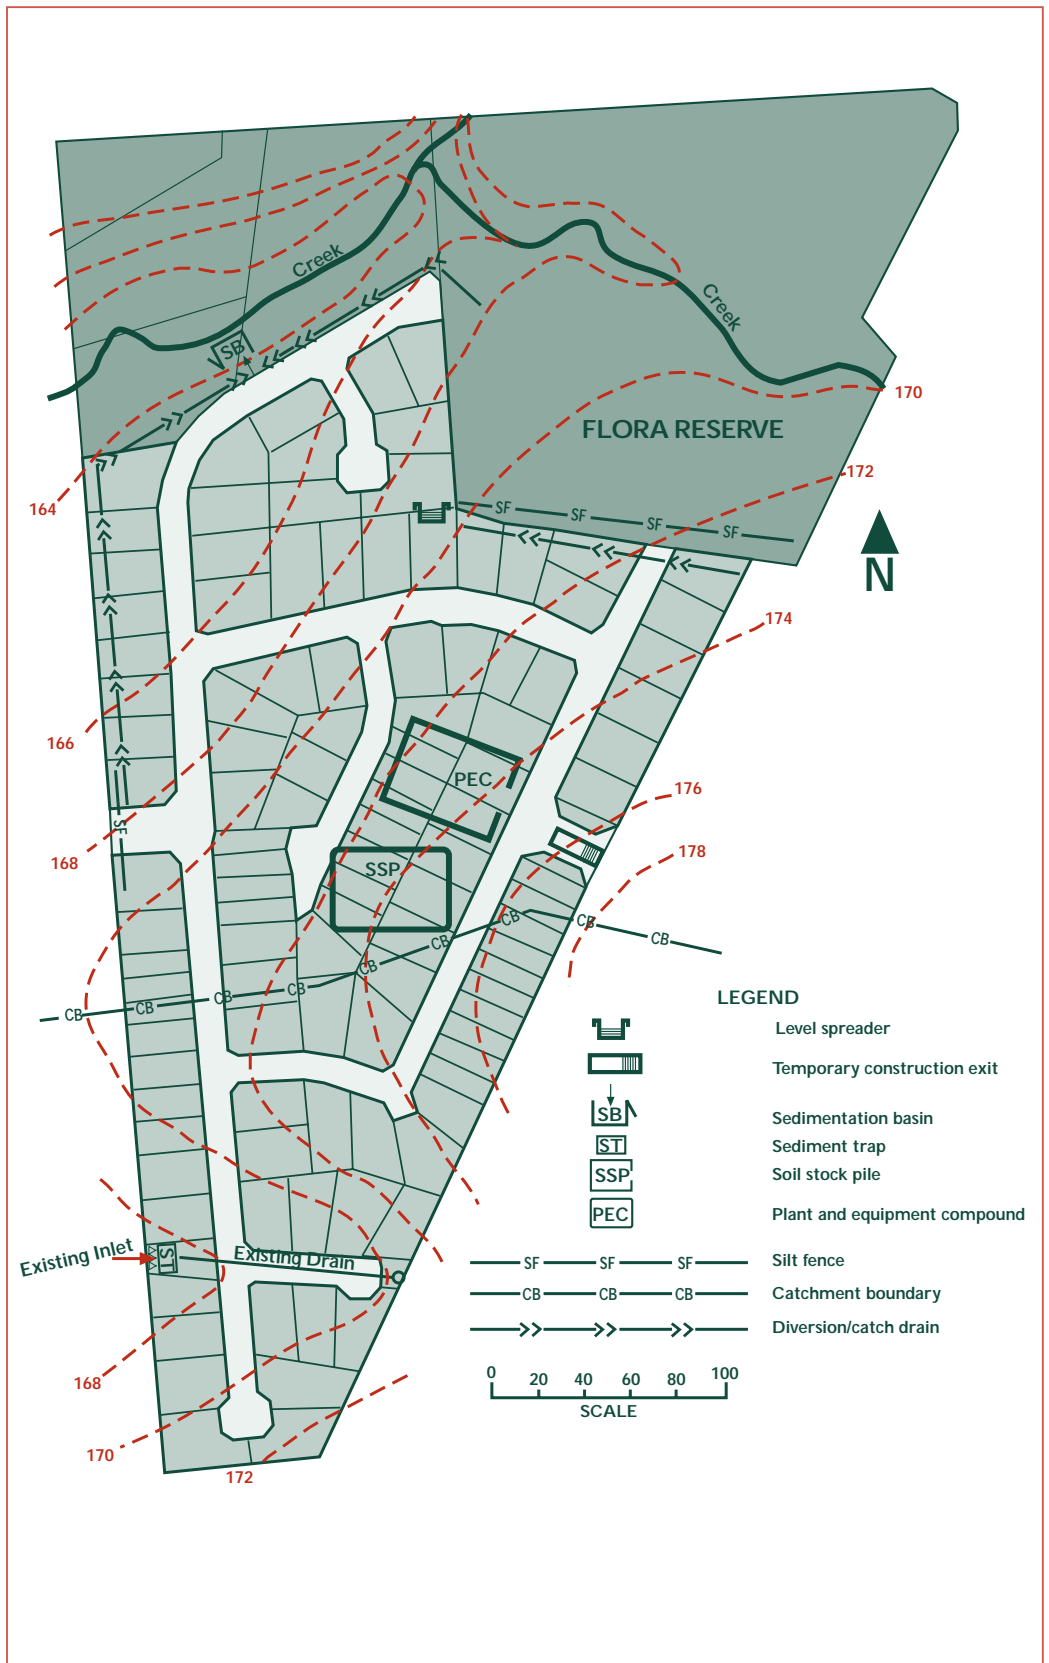 Creek
Creek
SB
170
FLORA RESERVE
172
164
SF
SF
SF
SF
N
174
166
PEC
176
SF
168
178
SSP
CB
CB
CB
CB
CB
CB
CB
CB
CB
LEGEND
Level spreader
Temporary construction exit
SB
Sedimentation basin
ST
Sediment trap
SSP
Soil stock pile
PEC
Plant and equipment compound
Existing Inlet
ST
Existing Drain
SF
SF
SF
Silt fence
CB
CB
CB
Catchment boundary
Diversion/catch drain
0 20 40 60 80 100
SCALE
168
170
172